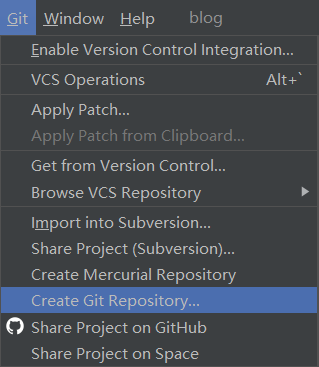 Git Window Help blog
Enable Version Control Integration...
VCS Operations Alt+`
Apply Patch...
Apply Patch from Clipboard...
Get from Version Control...
Browse VCS Repository
Import into Subversion...
Share Project (Subversion)...
Create Mercurial Repository
Create Git Repository...
Share Project on GitHub
Share Project on Space